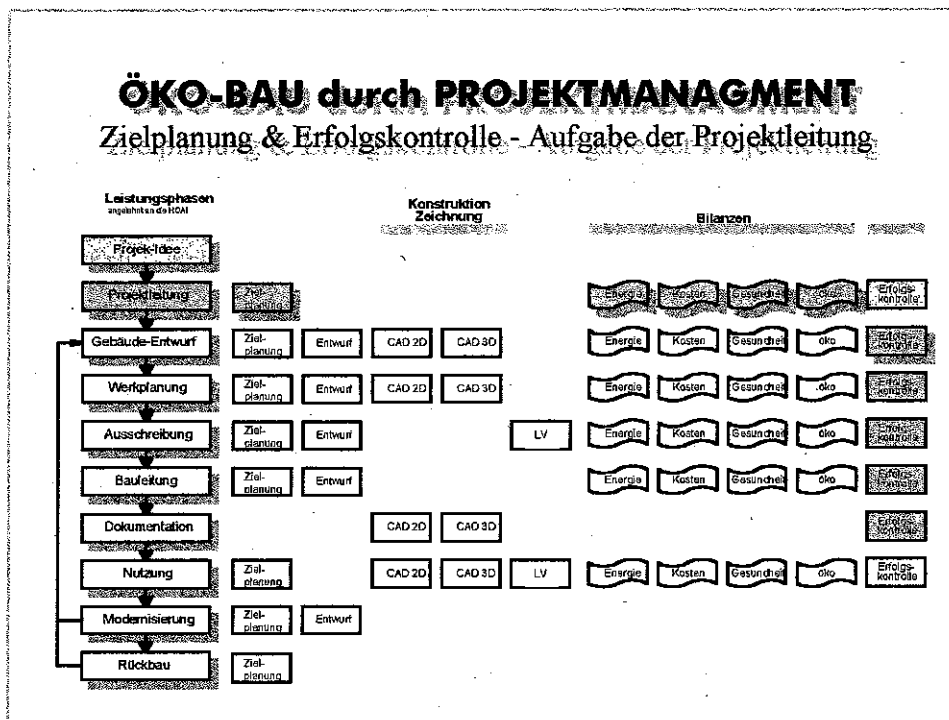 ÖKO-BAU durch PROJEKTMANAGMENT
Zielplanung & Erfolgskontrolle - Aufgabe der Projektleitung
Leistungsphasen
angelehnt an die HOAI
Konstruktion
Zeichnung
Bilanzen
Projek-Idee
Projektleitung
Ziel-
planung
Energie
Kosten
Gesundheit
öko
Erfolgs-
kontrolle
Gebäude-Entwurf
Ziel-
planung
Entwurf
CAD 2D
CAD 3D
Energie
Kosten
Gesundheit
öko
Erfolgs-
kontrolle
Werkplanung
Ziel-
planung
Entwurf
CAD 2D
CAD 3D
Energie
Kosten
Gesundheit
öko
Erfolgs-
kontrolle
Ausschreibung
Ziel-
planung
Entwurf
LV
Energie
Kosten
Gesundheit
öko
Erfolgs-
kontrolle
Bauleitung
Ziel-
planung
Entwurf
Energie
Kosten
Gesundheit
öko
Erfolgs-
kontrolle
Dokumentation
CAD 2D
CAD 3D
Erfolgs-
kontrolle
Nutzung
Ziel-
planung
CAD 2D
CAD 3D
LV
Energie
Kosten
Gesundheit
öko
Erfolgs-
kontrolle
Modernisierung
Ziel-
planung
Entwurf
Rückbau
Ziel-
planung